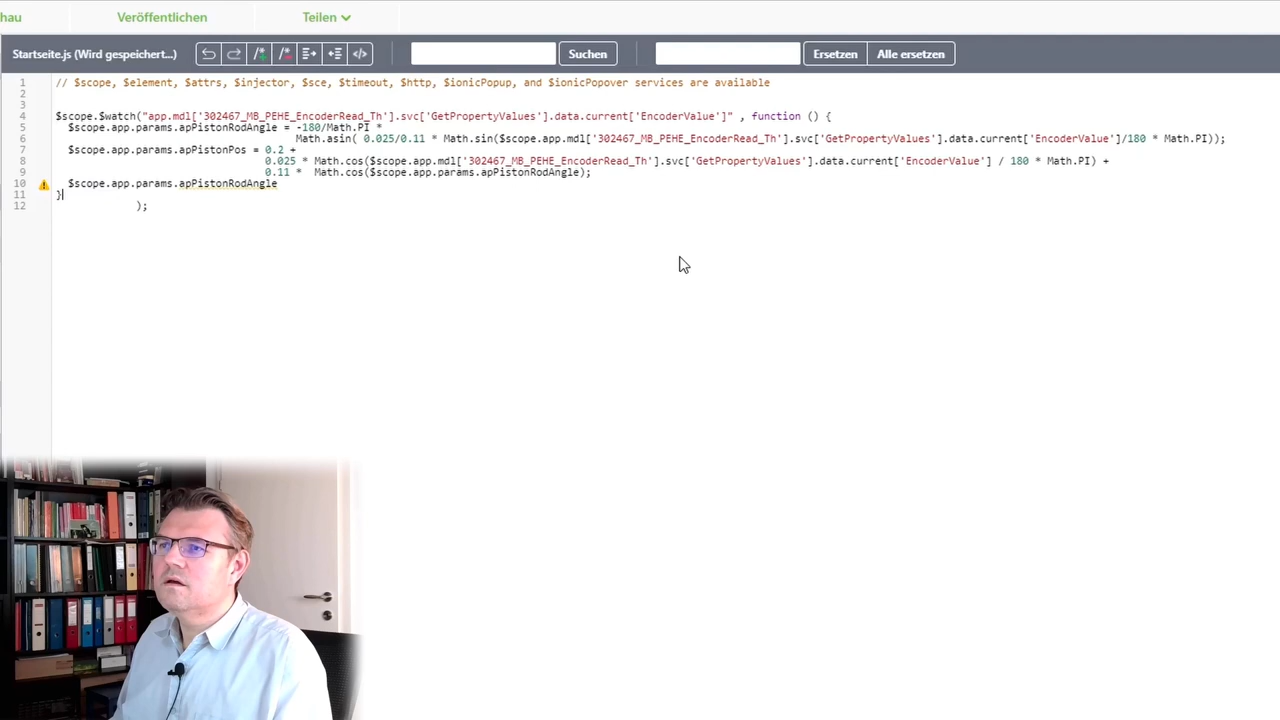 hau Veröffentlichen Teilen
Startseite.js (Wird gespeichert...) Suchen Ersetzen Alle ersetzen
1 // $scope, $element, $attrs, $injector, $sce, $timeout, $http, $ionicPopup, and $ionicPopover services are available
2
3
4 $scope.$watch("app.mdl['302467_MB_PEHE_EncoderRead_Th'].svc['GetPropertyValues'].data.current['EncoderValue']" , function () {
5 $scope.app.params.apPistonRodAngle = -180/Math.PI *
6 Math.asin( 0.025/0.11 * Math.sin($scope.app.mdl['302467_MB_PEHE_EncoderRead_Th'].svc['GetPropertyValues'].data.current['EncoderValue']/180 * Math.PI));
7 $scope.app.params.apPistonPos = 0.2 +
8 0.025 * Math.cos($scope.app.mdl['302467_MB_PEHE_EncoderRead_Th'].svc['GetPropertyValues'].data.current['EncoderValue'] / 180 * Math.PI) +
9 0.11 * Math.cos($scope.app.params.apPistonRodAngle);
10 $scope.app.params.apPistonRodAngle
11 }
12 );